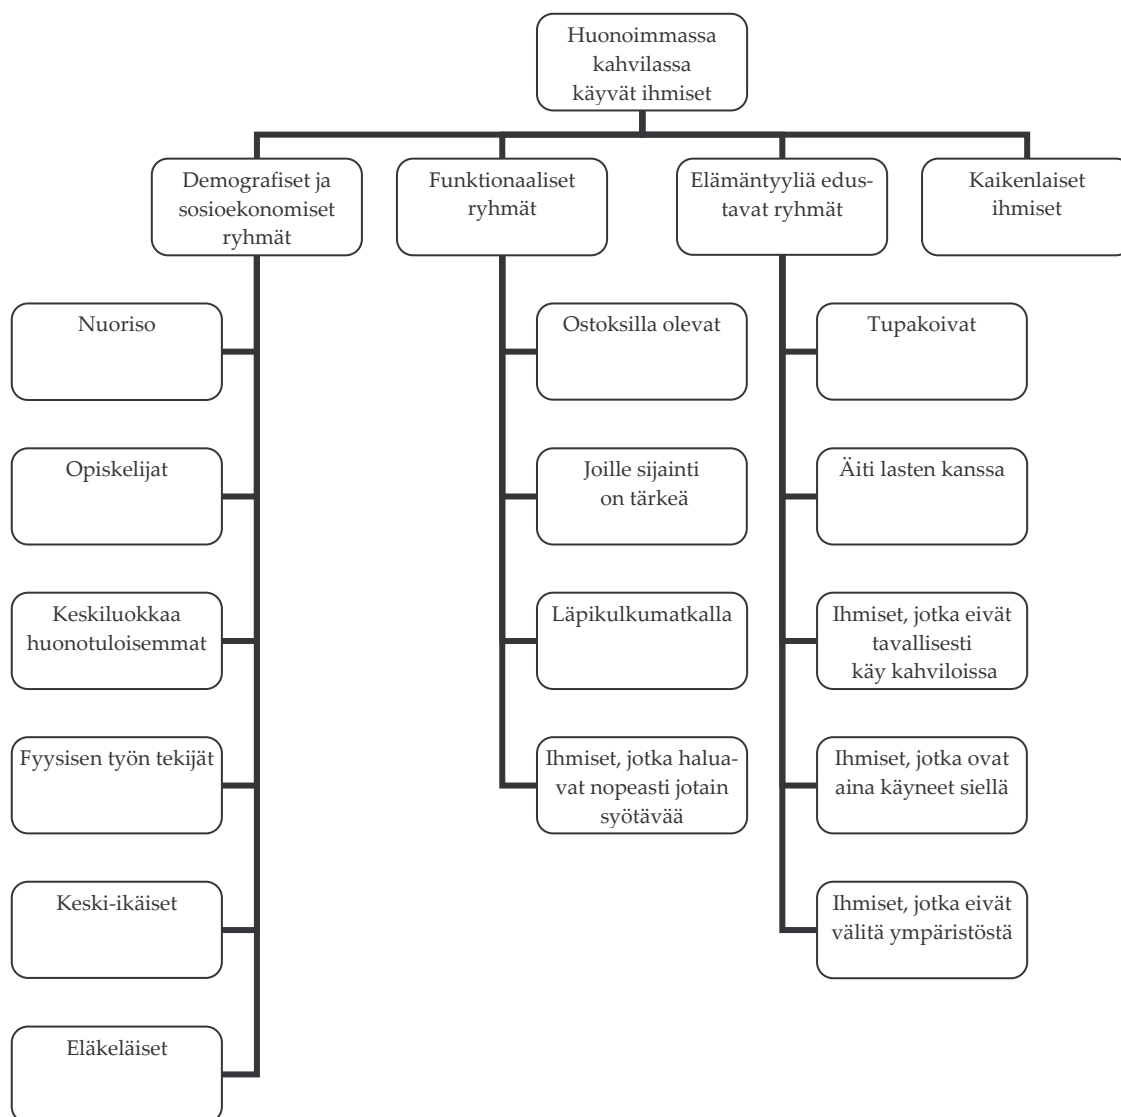 Huonoimmassa
kahvilassa
käyvät ihmiset
Demografiset ja
sosioekonomiset
ryhmät
Funktionaaliset
ryhmät
Elämäntyyliä edus-
tavat ryhmät
Kaikenlaiset
ihmiset
Nuoriso
Opiskelijat
Keskiluokkaa
huonotuloisemmat
Fyysisen työn tekijät
Keski-ikäiset
Eläkeläiset
Ostoksilla olevat
Joille sijainti
on tärkeä
Läpikulkumatkalla
Ihmiset, jotka halua-
vat nopeasti jotain
syötävää
Tupakoivat
Äiti lasten kanssa
Ihmiset, jotka eivät
tavallisesti
käy kahviloissa
Ihmiset, jotka ovat
aina käyneet siellä
Ihmiset, jotka eivät
välitä ympäristöstä